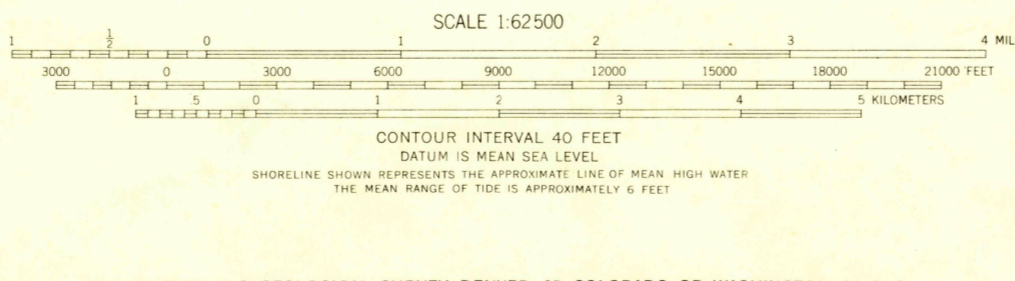 SCALE 1:62500
1 ½ 0 1 2 3 4 MIL
3000 0 3000 6000 9000 12000 15000 18000 21000 FEET
1 .5 0 1 2 3 4 5 KILOMETERS
CONTOUR INTERVAL 40 FEET
DATUM IS MEAN SEA LEVEL
SHORELINE SHOWN REPRESENTS THE APPROXIMATE LINE OF MEAN HIGH WATER
THE MEAN RANGE OF TIDE IS APPROXIMATELY 6 FEET